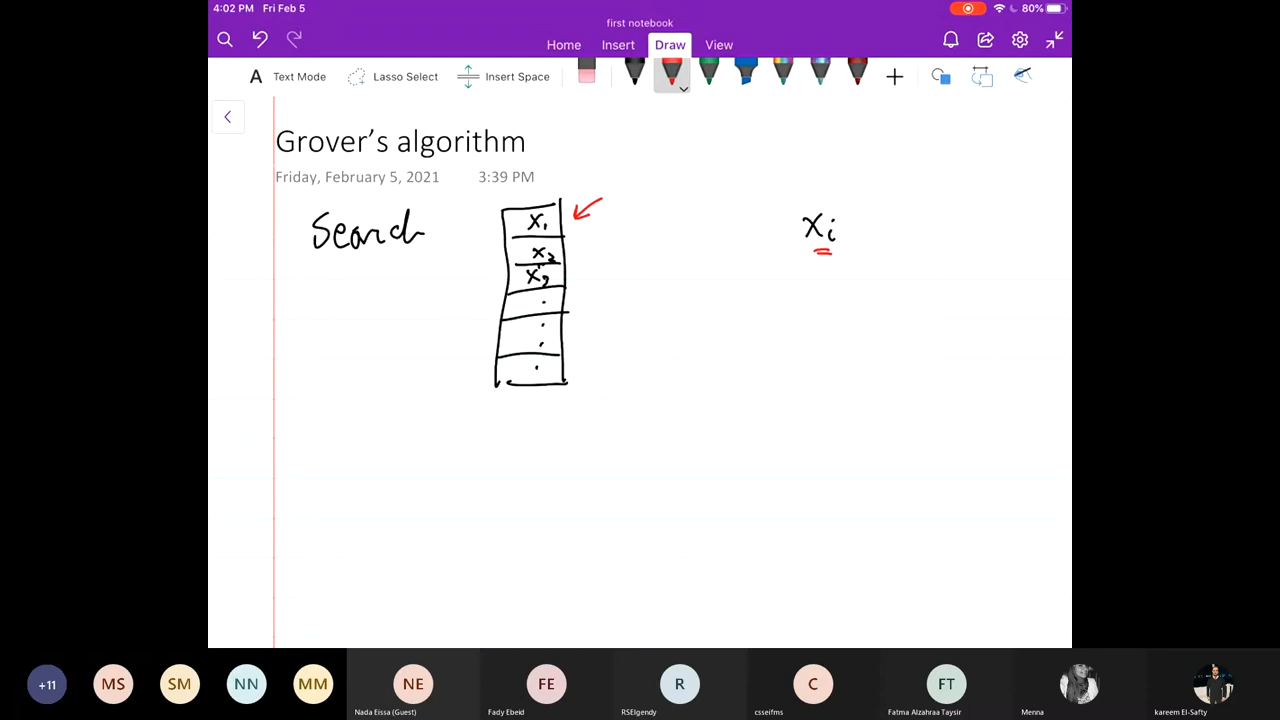 4:02 PM Fri Feb 5
80%
first notebook
Home Insert Draw View
A Text Mode Lasso Select Insert Space
Grover's algorithm
Friday, February 5, 2021 3:39 PM
Search
x1
x2
x3
xi
+11 MS SM NN MM NE FE R C FT
Nada Eissa (Guest) Fady Ebeid RSElgendy csseifms Fatma Alzahraa Taysir Menna kareem El-Safty